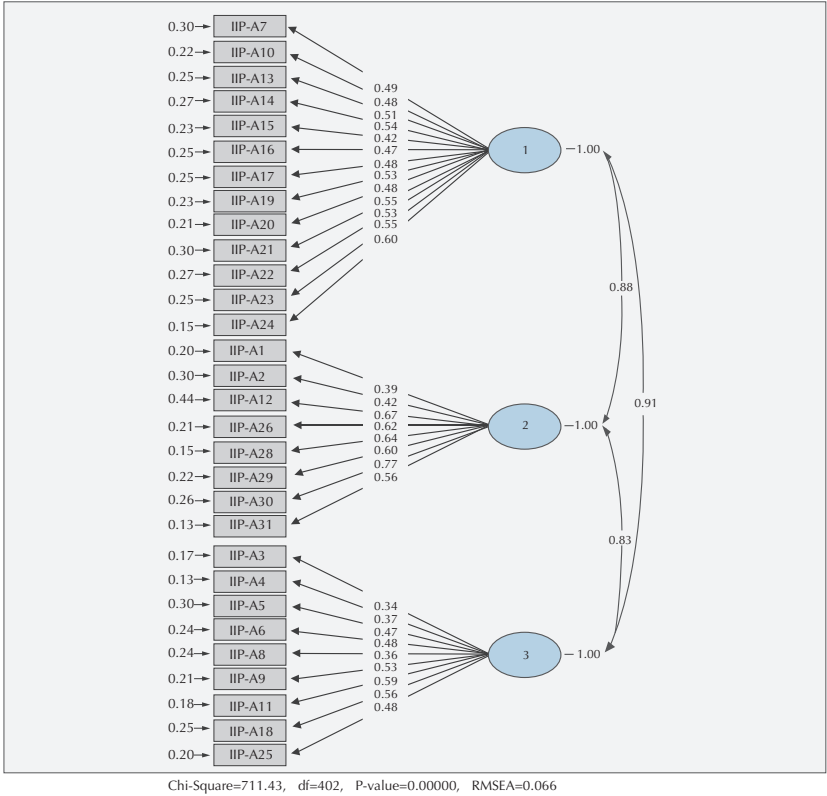 0.30 IIP-A7
0.22 IIP-A10
0.25 IIP-A13
0.27 IIP-A14
0.23 IIP-A15
0.25 IIP-A16
0.25 IIP-A17
0.23 IIP-A19
0.21 IIP-A20
0.30 IIP-A21
0.27 IIP-A22
0.25 IIP-A23
0.15 IIP-A24
0.49
0.48
0.51
0.54
0.42
0.47
0.48
0.53
0.48
0.55
0.53
0.55
0.60
1
1.00
0.20 IIP-A1
0.30 IIP-A2
0.44 IIP-A12
0.21 IIP-A26
0.15 IIP-A28
0.22 IIP-A29
0.26 IIP-A30
0.13 IIP-A31
0.39
0.42
0.67
0.62
0.64
0.60
0.77
0.56
2
1.00
0.17 IIP-A3
0.13 IIP-A4
0.30 IIP-A5
0.24 IIP-A6
0.24 IIP-A8
0.21 IIP-A9
0.18 IIP-A11
0.25 IIP-A18
0.20 IIP-A25
0.34
0.37
0.47
0.48
0.36
0.53
0.59
0.56
0.48
3
1.00
0.88
0.91
0.83
Chi-Square=711.43, df=402, P-value=0.00000, RMSEA=0.066